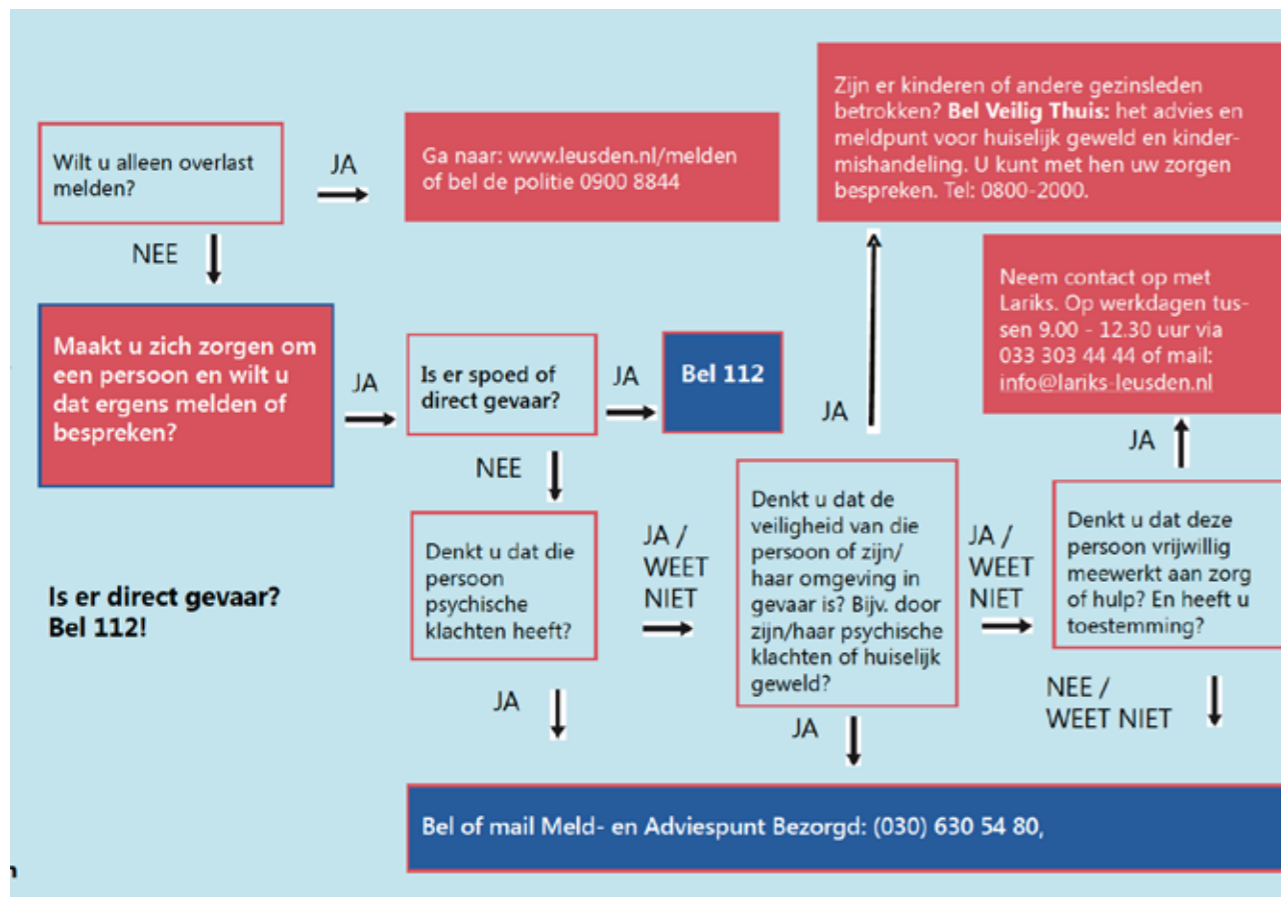 Wilt u alleen overlast
melden?
JA
Ga naar: www.leusden.nl/melden
of bel de politie 0900 8844
Zijn er kinderen of andere gezinsleden
betrokken? Bel Veilig Thuis: het advies en
meldpunt voor huiselijk geweld en kinder-
mishandeling. U kunt met hen uw zorgen
bespreken. Tel: 0800-2000.
NEE
Maakt u zich zorgen om
een persoon en wilt u
dat ergens melden of
bespreken?
JA
Is er spoed of
direct gevaar?
JA
Bel 112
JA
Neem contact op met
Lariks. Op werkdagen tus-
sen 9.00 - 12.30 uur via
033 303 44 44 of mail:
info@lariks-leusden.nl
JA
NEE
Denkt u dat die
persoon
psychische
klachten heeft?
JA /
WEET
NIET
Denkt u dat de
veiligheid van die
persoon of zijn/
haar omgeving in
gevaar is? Bijv. door
zijn/haar psychische
klachten of huiselijk
geweld?
JA /
WEET
NIET
Denkt u dat deze
persoon vrijwillig
meewerkt aan zorg
of hulp? En heeft u
toestemming?
Is er direct gevaar?
Bel 112!
JA
JA
NEE /
WEET NIET
Bel of mail Meld- en Adviespunt Bezorgd: (030) 630 54 80,